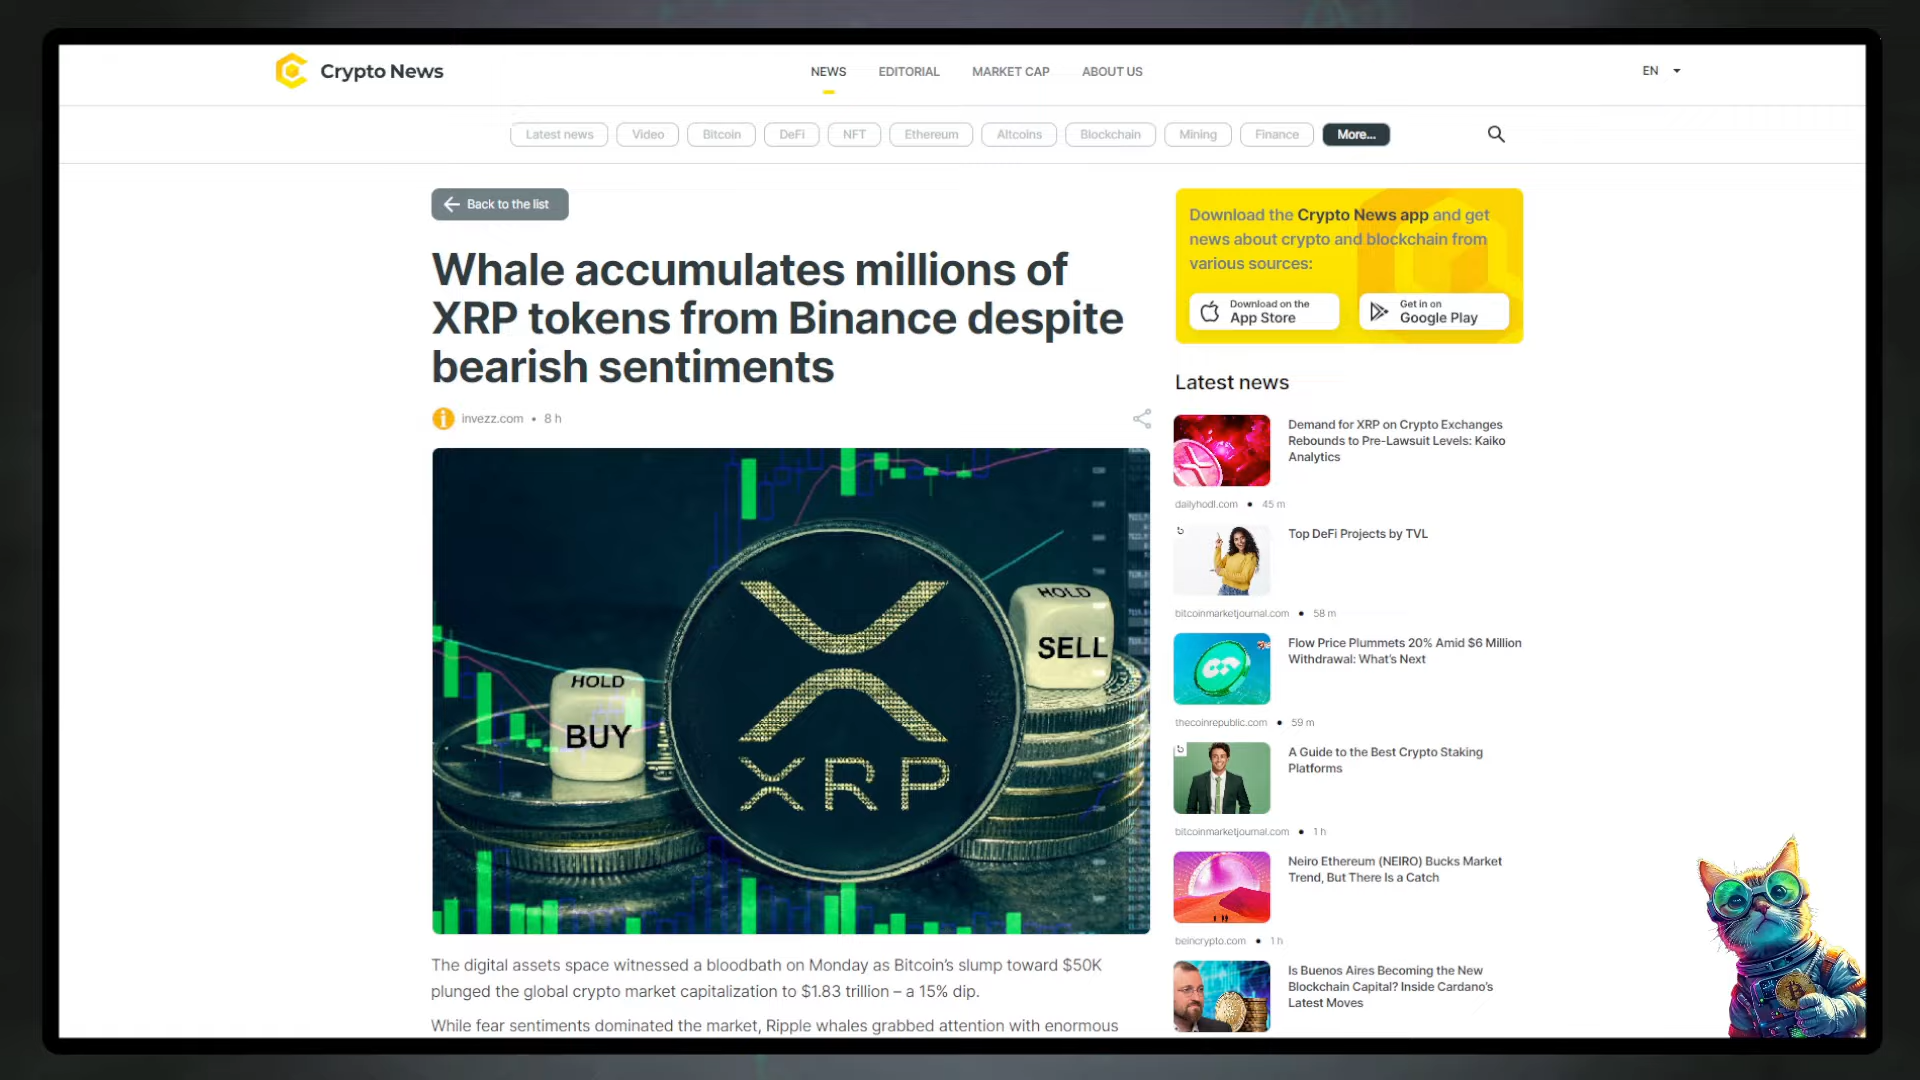 Crypto News
NEWS
EDITORIAL
MARKET CAP
ABOUT US
EN
Latest news
Video
Bitcoin
DeFi
NFT
Ethereum
Altcoins
Blockchain
Mining
Finance
More...
Back to the list
Whale accumulates millions of
XRP tokens from Binance despite
bearish sentiments
invezz.com • 8 h
HOLD
BUY
XRP
HOLD
SELL
The digital assets space witnessed a bloodbath on Monday as Bitcoin's slump toward $50K
plunged the global crypto market capitalization to $1.83 trillion – a 15% dip.
While fear sentiments dominated the market, Ripple whales grabbed attention with enormous
Download the Crypto News app and get
news about crypto and blockchain from
various sources:
Download on the
App Store
Get in on
Google Play
Latest news
Demand for XRP on Crypto Exchanges
Rebounds to Pre-Lawsuit Levels: Kaiko
Analytics
dailyhodl.com • 45 m
Top DeFi Projects by TVL
bitcoinmarketjournal.com • 58 m
Flow Price Plummets 20% Amid $6 Million
Withdrawal: What's Next
thecoinrepublic.com • 59 m
A Guide to the Best Crypto Staking
Platforms
bitcoinmarketjournal.com • 1 h
Neiro Ethereum (NEIRO) Bucks Market
Trend, But There Is a Catch
beincrypto.com • 1 h
Is Buenos Aires Becoming the New
Blockchain Capital? Inside Cardano's
Latest Moves